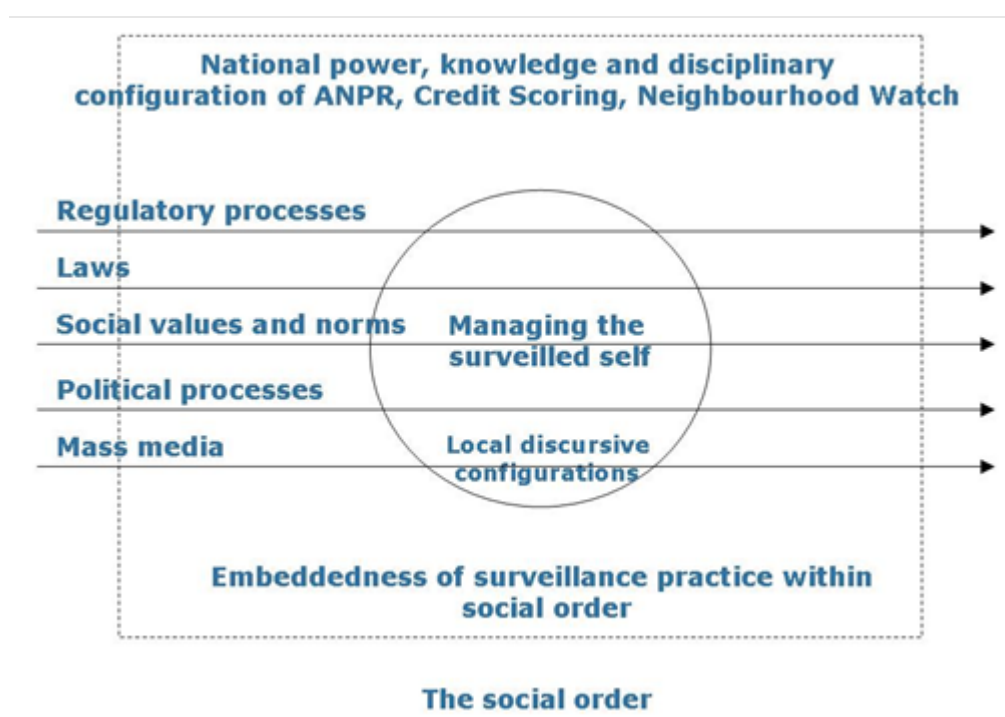 National power, knowledge and disciplinary
configuration of ANPR, Credit Scoring, Neighbourhood Watch
Regulatory processes
Laws
Social values and norms
Managing the
surveilled self
Political processes
Mass media
Local discursive
configurations
Embeddedness of surveillance practice within
social order
The social order